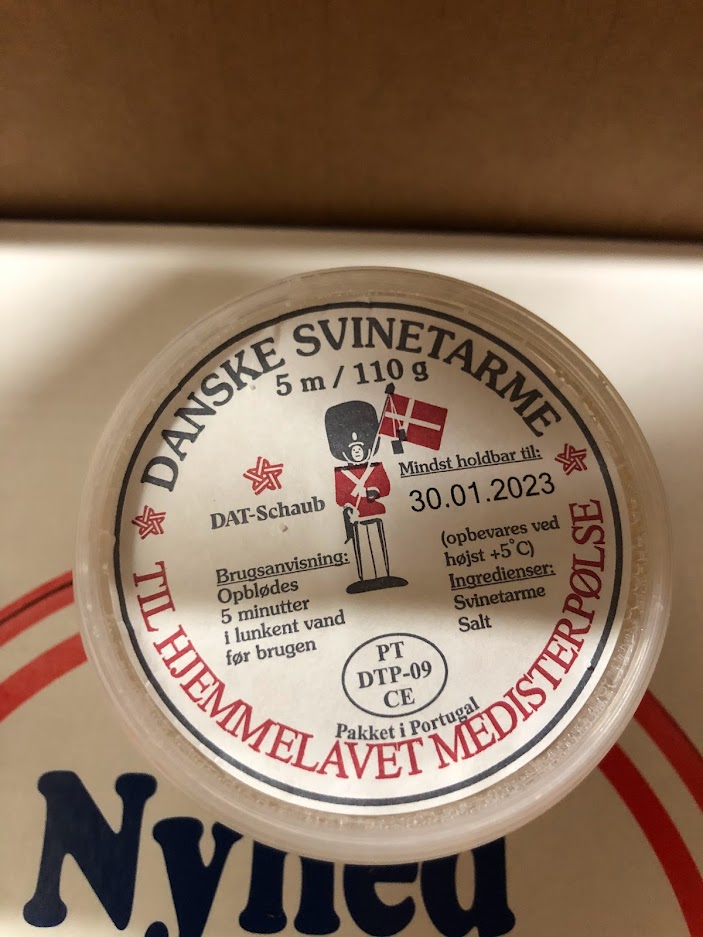 DANSKE SVINETARME
5 m / 110 g
DAT-Schaub
Mindst holdbar til:
30.01.2023
(opbevares ved
højst +5°C)
Ingredienser:
Svinetarme
Salt
Brugsanvisning:
Opblødes
5 minutter
i lunkent vand
før brugen
PT
DTP-09
CE
Pakket i Portugal
TIL HJEMMELAVET MEDISTERPØLSE
Nyhed